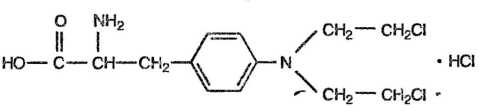 O NH₂ CH₂ — CH₂Cl
HO — C — CH — CH₂ N · HCl
CH₂ — CH₂Cl ·